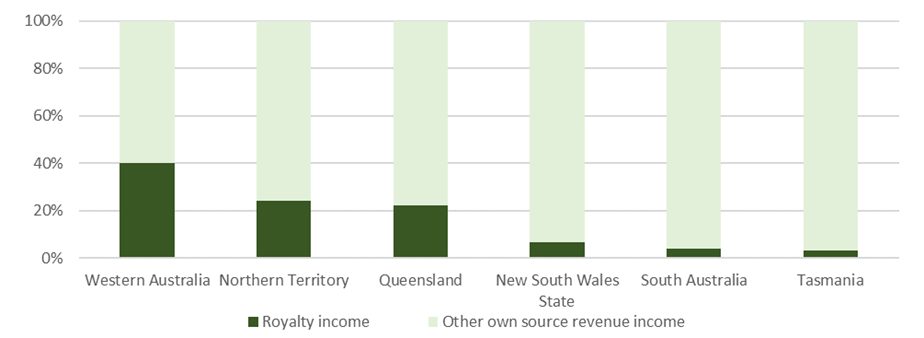 100%
80%
60%
40%
20%
0%
Western Australia Northern Territory Queensland New South Wales South Australia Tasmania
State
Royalty income Other own source revenue income